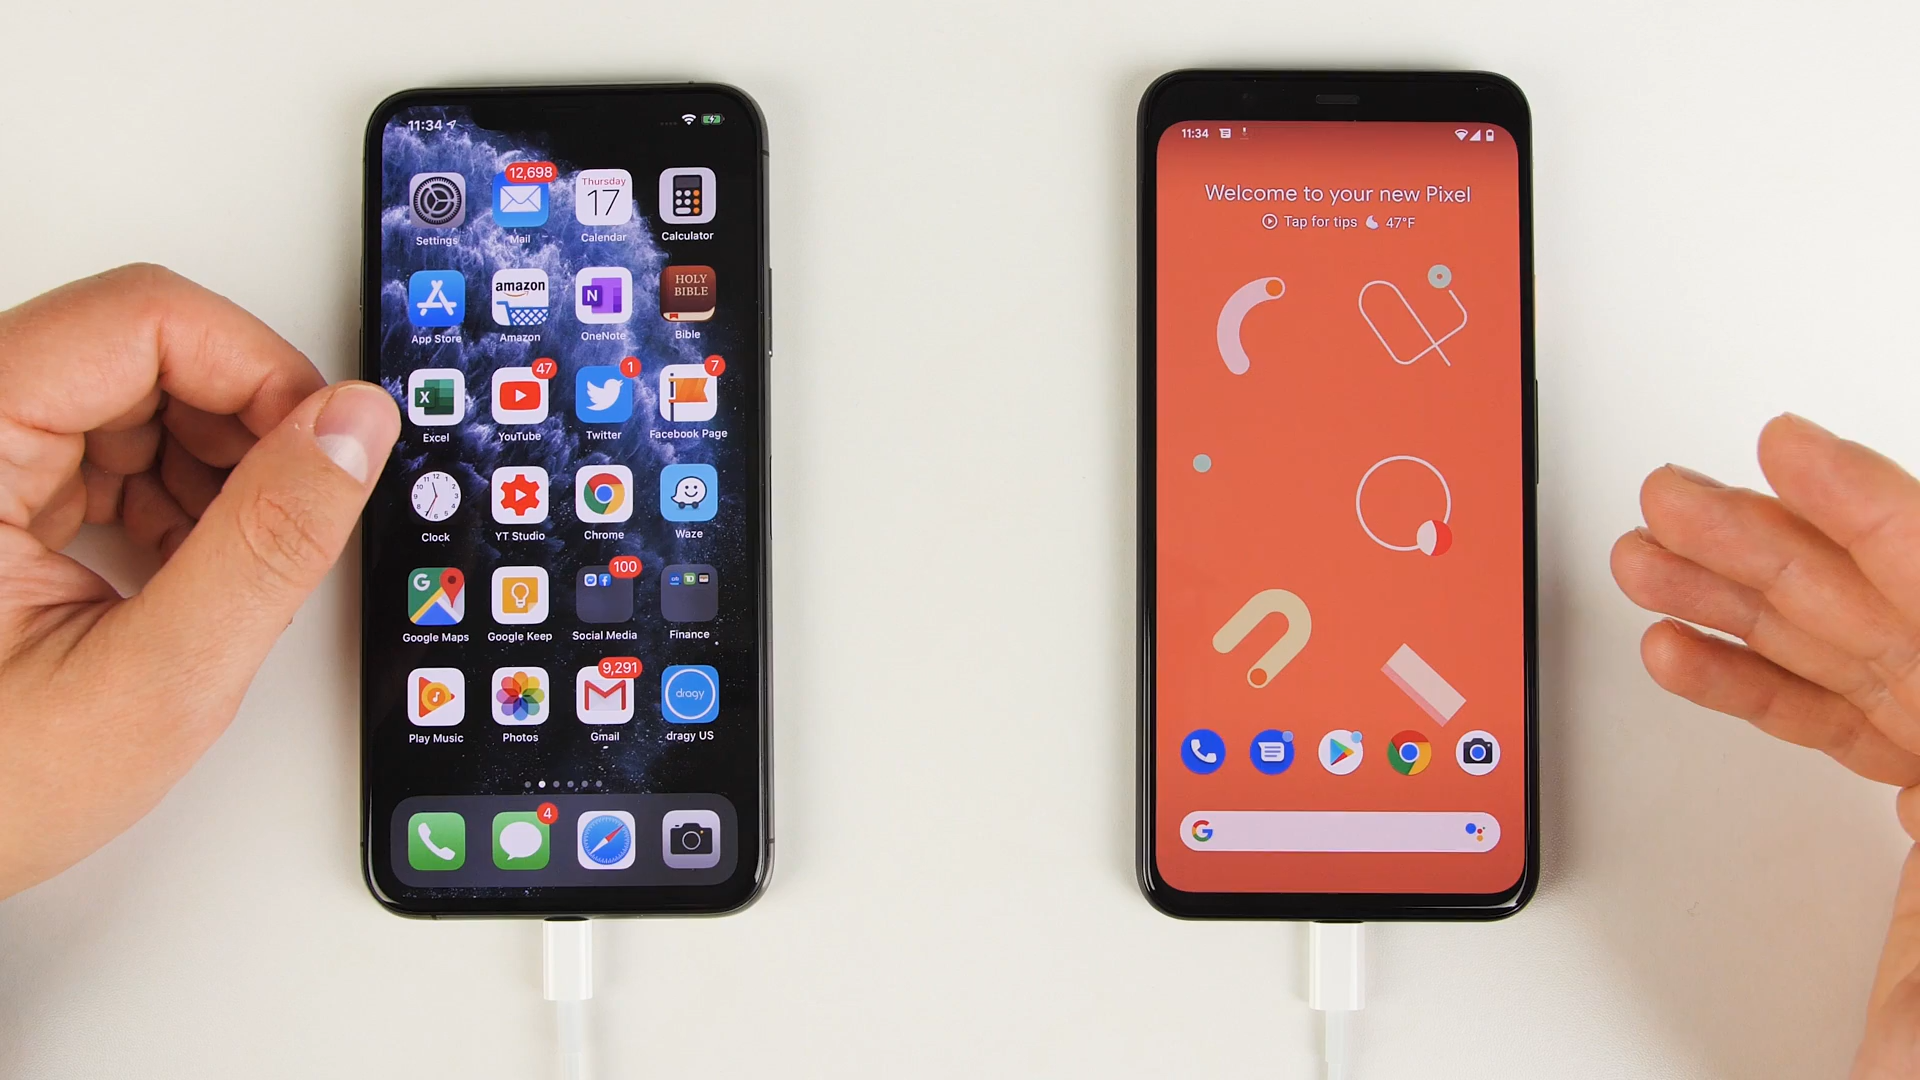 11:34
12,698
Thursday
17
Settings
Mail
Calendar
Calculator
amazon
HOLY
BIBLE
N
App Store
Amazon
OneNote
Bible
47
1
7
X
Excel
YouTube
Twitter
Facebook Page
Clock
YT Studio
Chrome
Waze
100
G
Google Maps
Google Keep
Social Media
Finance
9,291
dragy
Play Music
Photos
Gmail
dragy US
4
11:34
Welcome to your new Pixel
Tap for tips 47°F
G